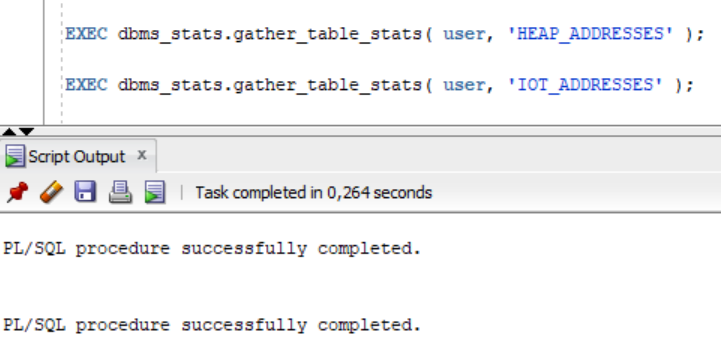 EXEC dbms_stats.gather_table_stats( user, 'HEAP_ADDRESSES' );
EXEC dbms_stats.gather_table_stats( user, 'IOT_ADDRESSES' );
Script Output x
Task completed in 0,264 seconds
PL/SQL procedure successfully completed.
PL/SQL procedure successfully completed.